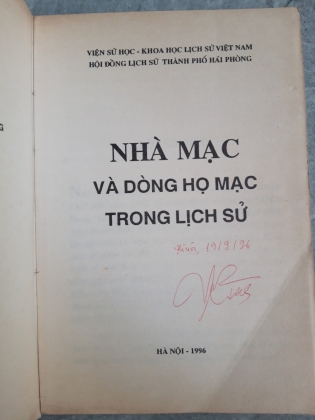 VIỆN SỬ HỌC - KHOA HỌC LỊCH SỬ VIỆT NAM
HỘI ĐỒNG LỊCH SỬ THÀNH PHỐ HẢI PHÒNG
NHÀ MẠC
VÀ DÒNG HỌ MẠC
TRONG LỊCH SỬ
19/9/96
HÀ NỘI - 1996